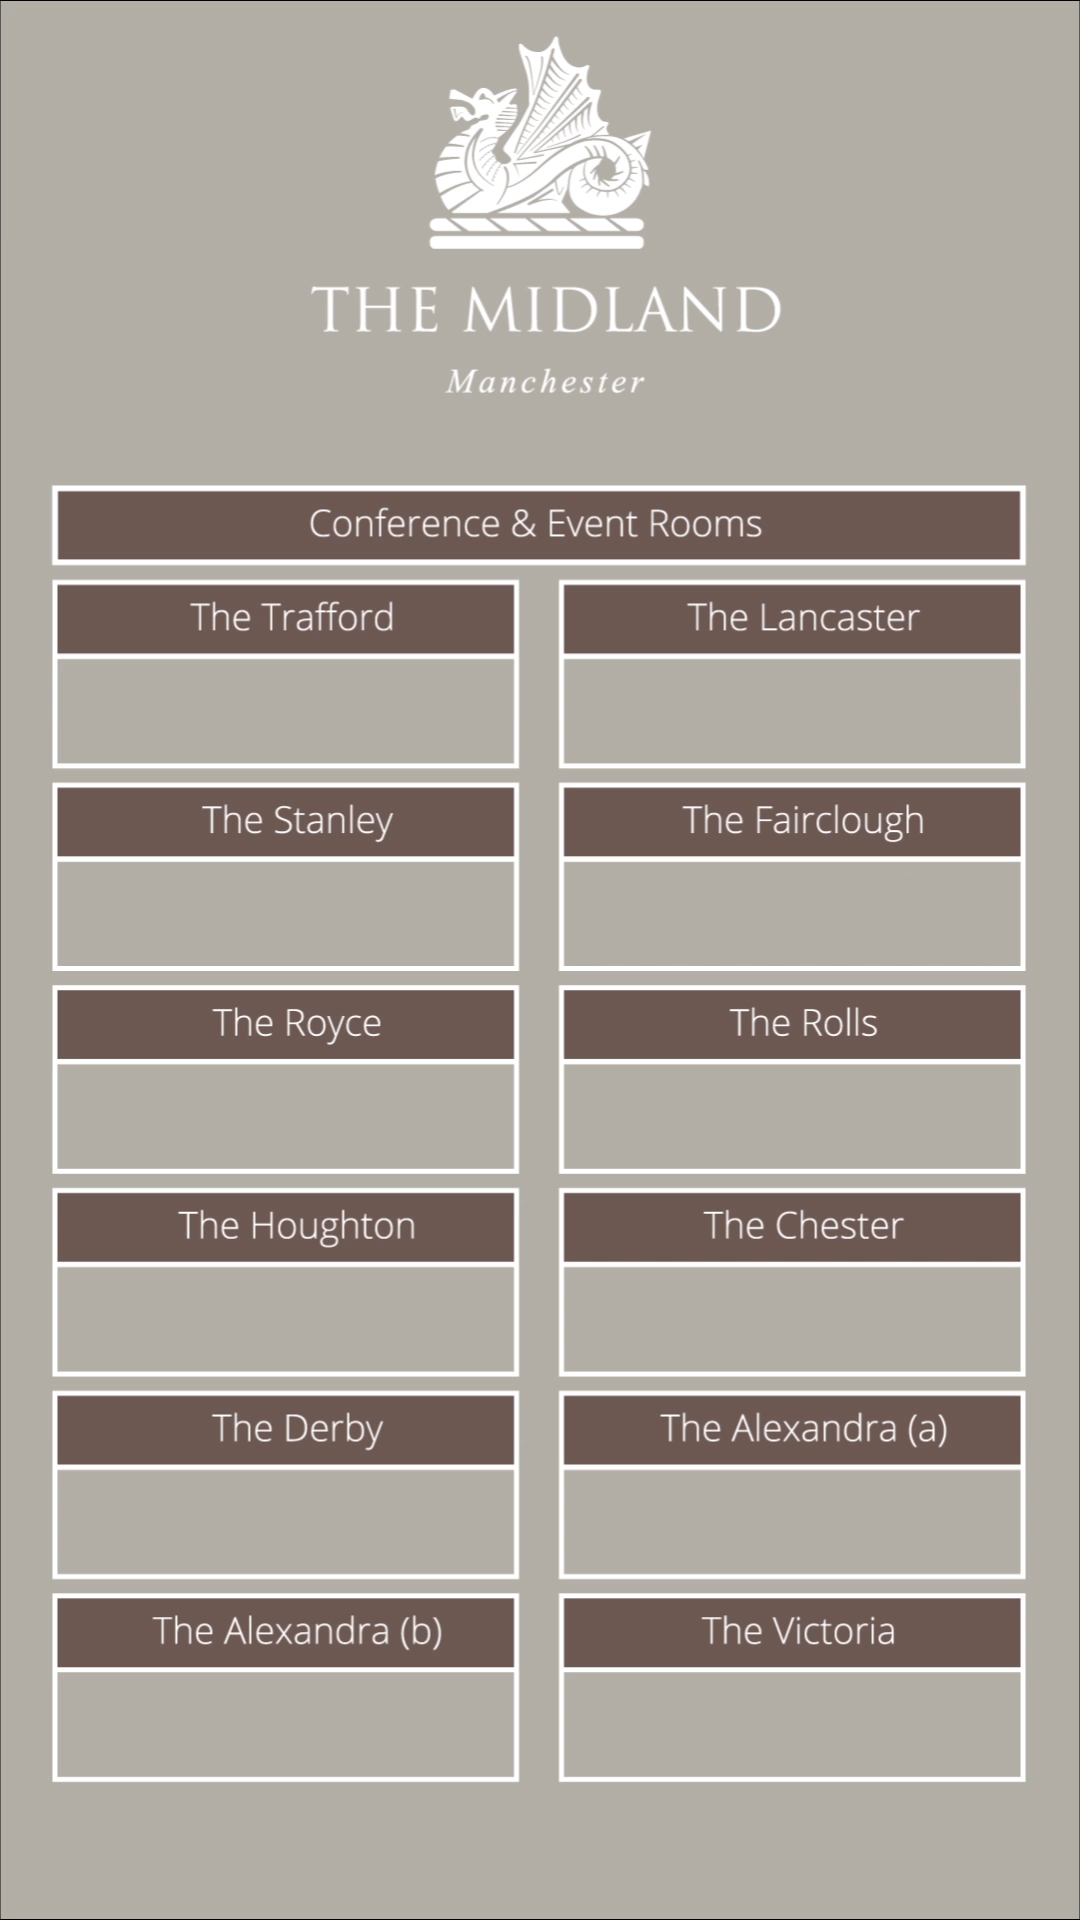 THE MIDLAND
Manchester
Conference & Event Rooms
The Trafford
The Lancaster
The Stanley
The Fairclough
The Royce
The Rolls
The Houghton
The Chester
The Derby
The Alexandra (a)
The Alexandra (b)
The Victoria